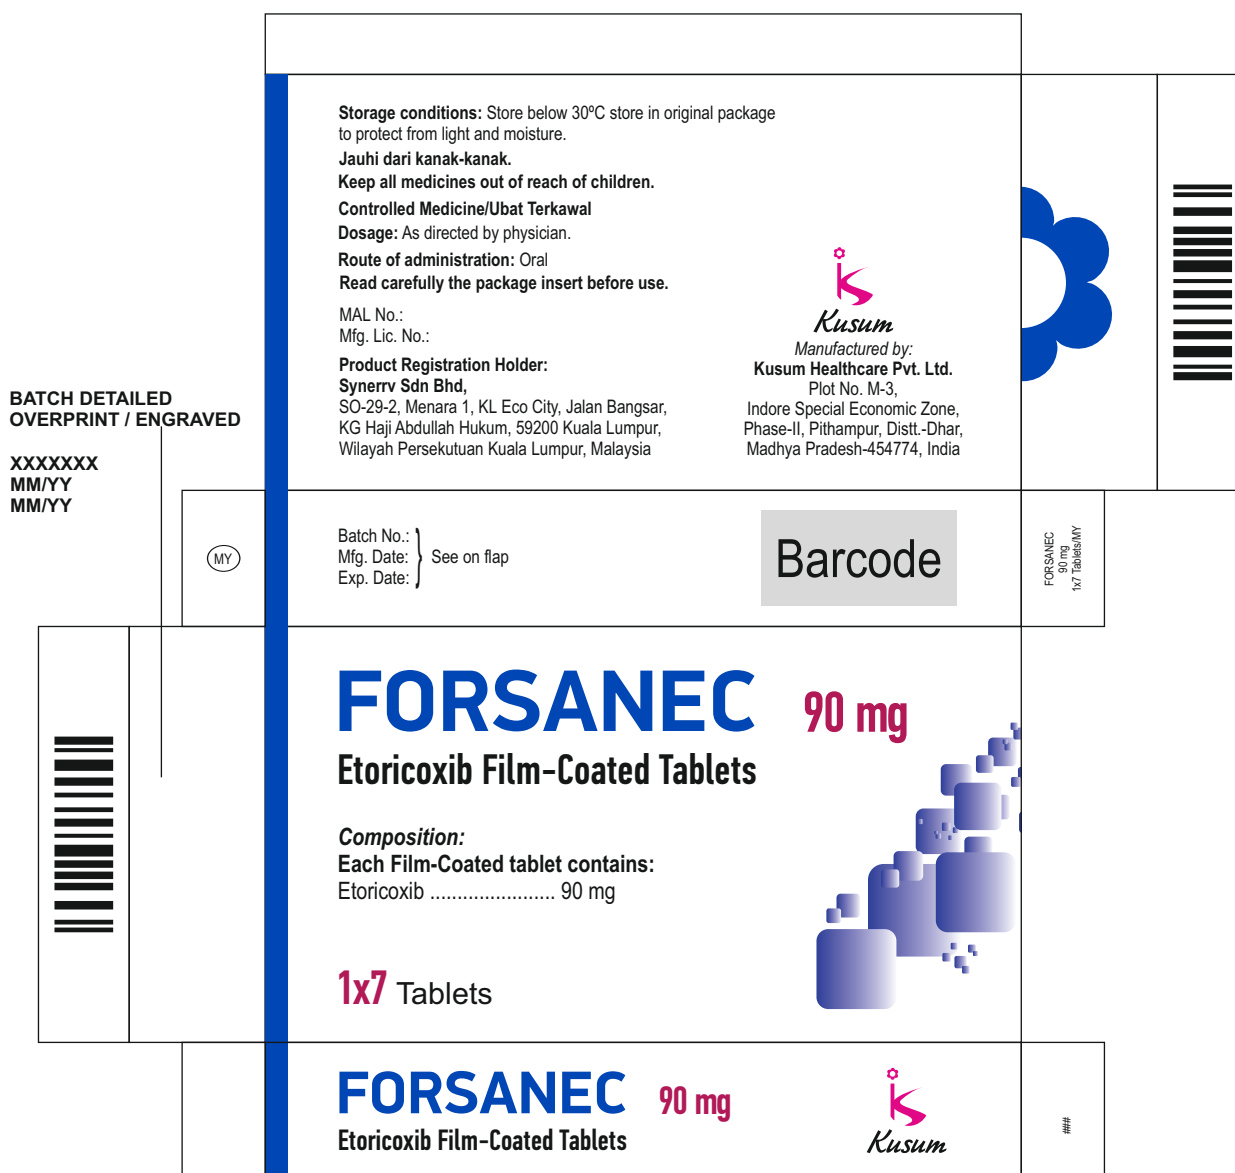 Storage conditions: Store below 30ºC store in original package
to protect from light and moisture.
Jauhi dari kanak-kanak.
Keep all medicines out of reach of children.
Controlled Medicine/Ubat Terkawal
Dosage: As directed by physician.
Route of administration: Oral
Read carefully the package insert before use.
MAL No.:
Mfg. Lic. No.:
Product Registration Holder:
Synerrv Sdn Bhd,
SO-29-2, Menara 1, KL Eco City, Jalan Bangsar,
KG Haji Abdullah Hukum, 59200 Kuala Lumpur,
Wilayah Persekutuan Kuala Lumpur, Malaysia
Kusum
Manufactured by:
Kusum Healthcare Pvt. Ltd.
Plot No. M-3,
Indore Special Economic Zone,
Phase-II, Pithampur, Distt.-Dhar,
Madhya Pradesh-454774, India
BATCH DETAILED
OVERPRINT / ENGRAVED
XXXXXXX
MM/YY
MM/YY
MY
Batch No.:
Mfg. Date: } See on flap
Exp. Date:
Barcode
FORSANEC
90 mg
1x7 Tablets/MY
FORSANEC 90 mg
Etoricoxib Film-Coated Tablets
Composition:
Each Film-Coated tablet contains:
Etoricoxib ....................... 90 mg
1x7 Tablets
FORSANEC 90 mg
Etoricoxib Film-Coated Tablets
Kusum
###